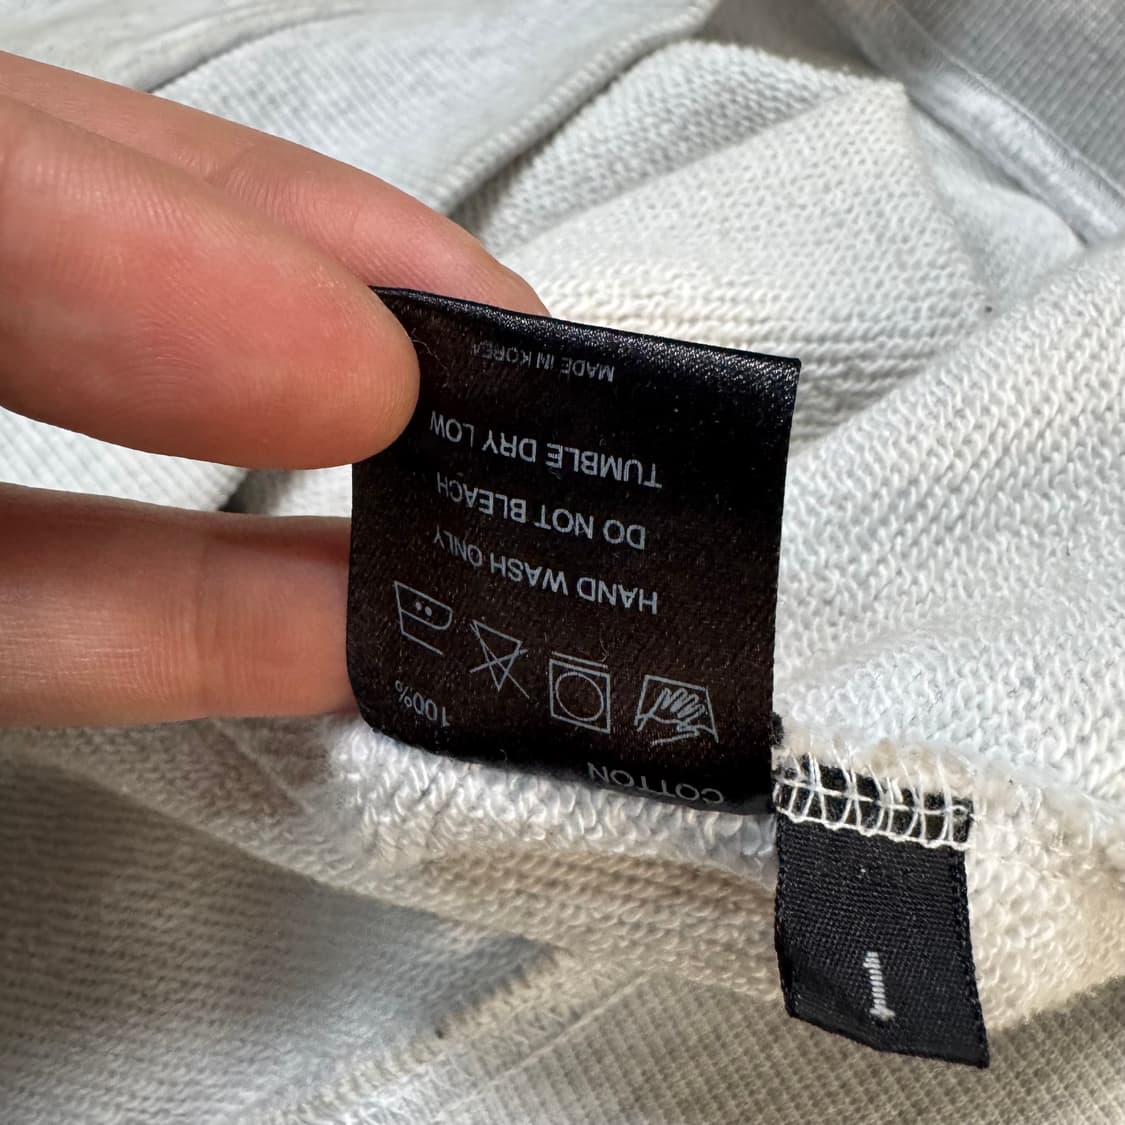 COTTON 100%
HAND WASH ONLY
DO NOT BLEACH
TUMBLE DRY LOW
MADE IN KOREA
1